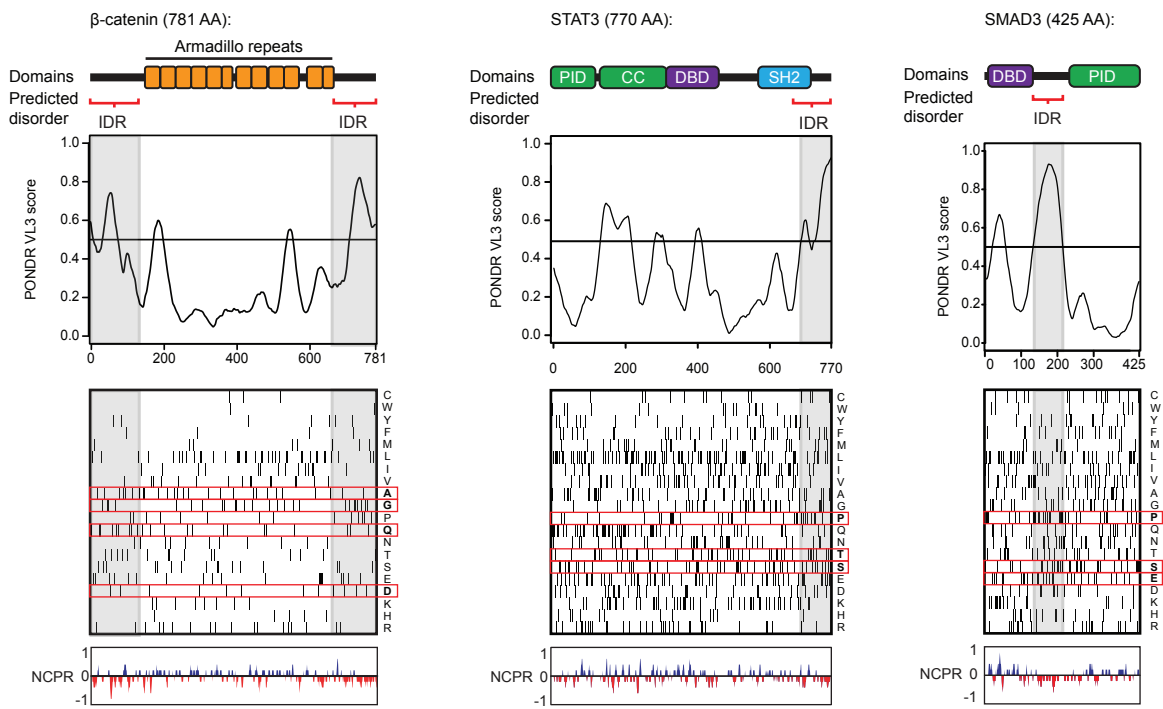 β-catenin (781 AA):
Armadillo repeats
Domains
Predicted
disorder
IDR
IDR
PONDR VL3 score
1.0
0.8
0.6
0.4
0.2
0.0
0
200
400
600
781
C
W
Y
F
M
L
I
V
A
G
P
Q
N
T
S
E
D
K
H
R
NCPR
1
0
-1
STAT3 (770 AA):
PID
CC
DBD
SH2
Domains
Predicted
disorder
IDR
PONDR VL3 score
1.0
0.8
0.6
0.4
0.2
0.0
0
200
400
600
770
C
W
Y
F
M
L
I
V
A
G
P
Q
N
T
S
E
D
K
H
R
NCPR
1
0
-1
SMAD3 (425 AA):
DBD
PID
Domains
Predicted
disorder
IDR
PONDR VL3 score
1.0
0.8
0.6
0.4
0.2
0.0
0
100
200
300
425
C
W
Y
F
M
L
I
V
A
G
P
Q
N
T
S
E
D
K
H
R
NCPR
1
0
-1